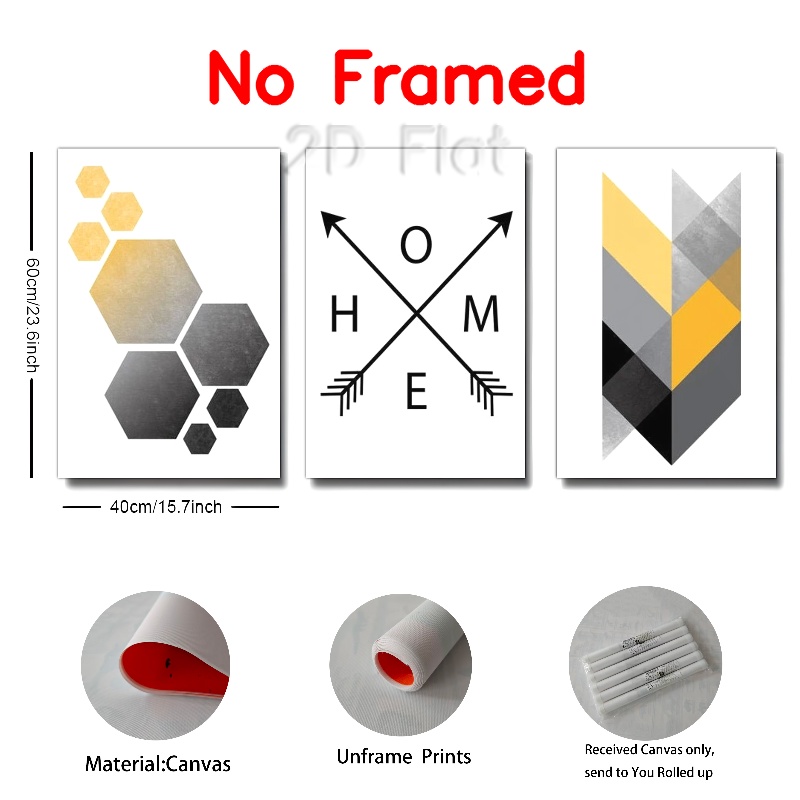 No Framed
2D Flat
60cm/23.6inch
O
H M
E
40cm/15.7inch
Material:Canvas
Unframe Prints
Received Canvas only,
send to You Rolled up